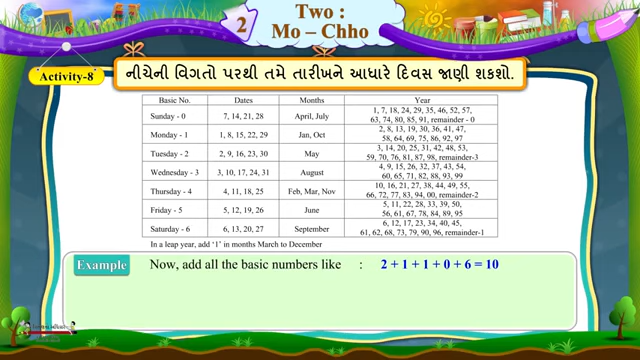 2
Two :
Mo – Chho
Activity-8
નીચેની વિગતો પરથી તમે તારીખને આધારે દિવસ જાણી શકશો.
Basic No. Dates Months Year
Sunday - 0 7, 14, 21, 28 April, July 1, 7, 18, 24, 29, 35, 46, 52, 57,
63, 74, 80, 85, 91, remainder - 0
Monday - 1 1, 8, 15, 22, 29 Jan, Oct 2, 8, 13, 19, 30, 36, 41, 47,
58, 64, 69, 75, 86, 92, 97
Tuesday - 2 2, 9, 16, 23, 30 May 3, 14, 20, 25, 31, 42, 48, 53,
59, 70, 76, 81, 87, 98, remainder-3
Wednesday - 3 3, 10, 17, 24, 31 August 4, 9, 15, 26, 32, 37, 43, 54,
60, 65, 71, 82, 88, 93, 99
Thursday - 4 4, 11, 18, 25 Feb, Mar, Nov 10, 16, 21, 27, 38, 44, 49, 55,
66, 72, 77, 83, 94, 00, remainder-2
Friday - 5 5, 12, 19, 26 June 5, 11, 22, 28, 33, 39, 50,
56, 61, 67, 78, 84, 89, 95
Saturday - 6 6, 13, 20, 27 September 6, 12, 17, 23, 34, 40, 45,
61, 62, 68, 73, 79, 90, 96, remainder-1
In a leap year, add ‘1’ in months March to December
Example Now, add all the basic numbers like : 2 + 1 + 1 + 0 + 6 = 10